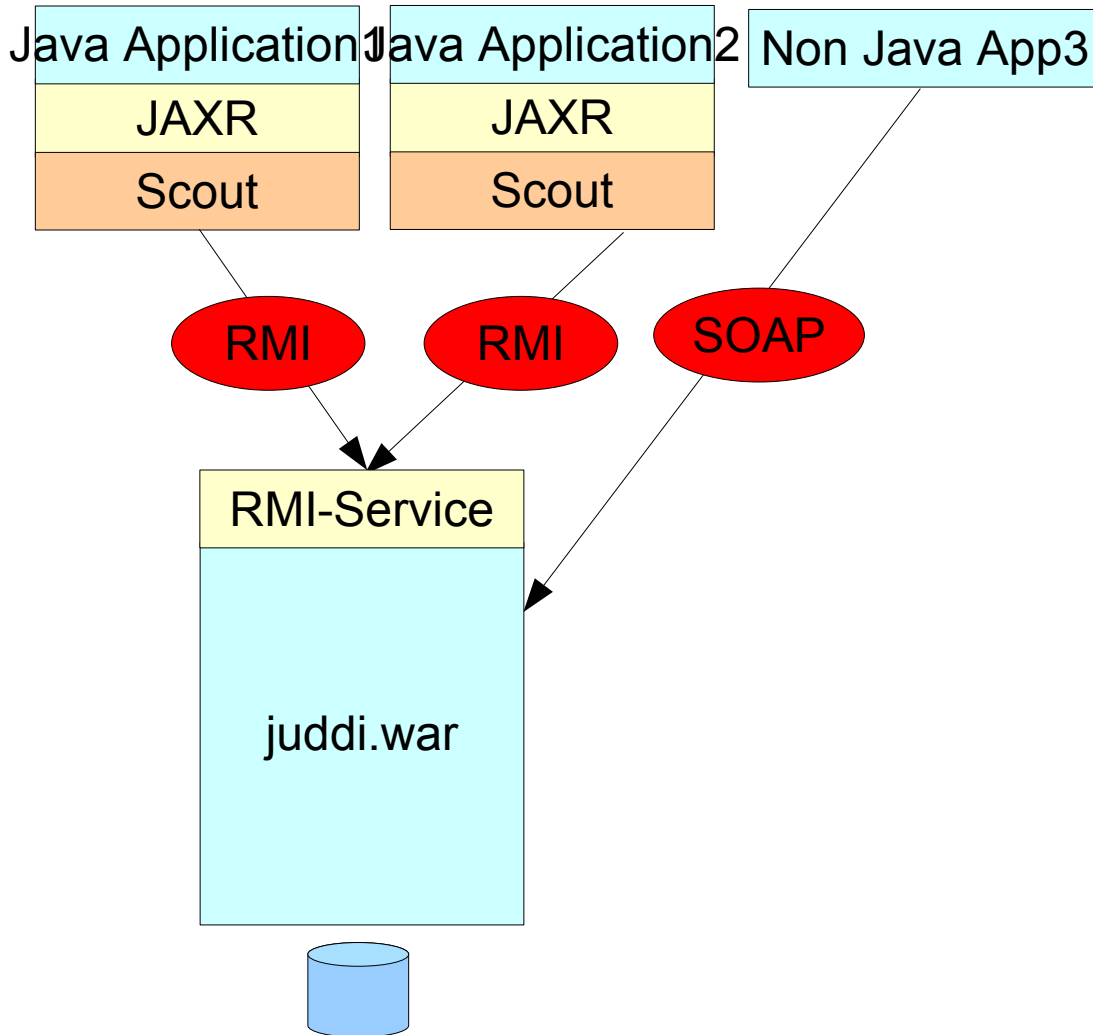 Java Application1
Java Application2
Non Java App3
JAXR
JAXR
Scout
Scout
RMI
RMI
SOAP
RMI-Service
juddi.war